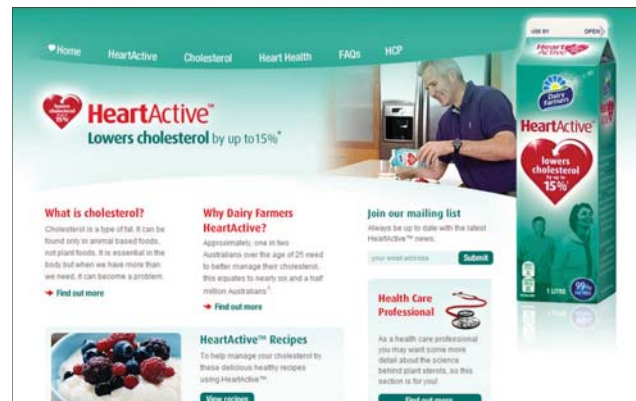 Home HeartActive Cholesterol Heart Health FAQs HCP
USE BY OPEN
Heart
Active
Dairy
Farmers
HeartActive™
lowers
cholesterol
by up to
15%*
1 LITRE
99%
lowers
cholesterol
15%
HeartActive™
Lowers cholesterol by up to 15%*
What is cholesterol?
Cholesterol is a type of fat. It can be
found only in animal based foods,
not plant foods. It is essential in the
body but when we have more than
we need, it can become a problem.
Find out more
Why Dairy Farmers
HeartActive?
Approximately, one in two
Australians over the age of 25 need
to better manage their cholesterol,
this equates to nearly six and a half
million Australians
Find out more
Join our mailing list
Always be up to date with the latest
HeartActive™ news.
your email address Submit
Health Care
Professional
As a health care professional
you may want some more
detail about the science
behind plant sterols, so this
section is for you!
Find out more
HeartActive™ Recipes
To help manage your cholesterol try
these delicious healthy recipes
using HeartActive™
View recipes